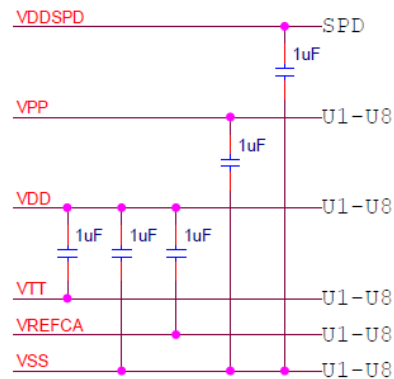 VDDSPD SPD
1uF
VPP U1-U8
1uF
VDD U1-U8
1uF 1uF 1uF
VTT U1-U8
VREFCA U1-U8
VSS U1-U8